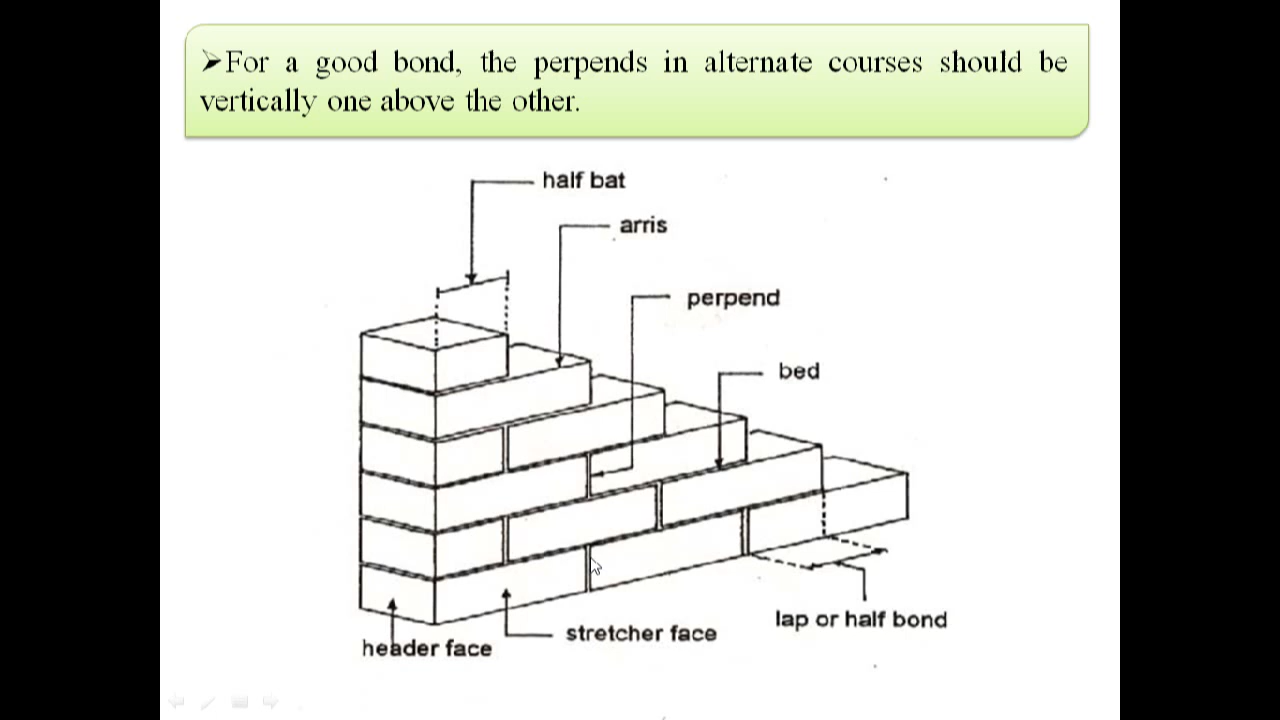 ➢For a good bond, the perpends in alternate courses should be
vertically one above the other.
half bat
arris
perpend
bed
lap or half bond
stretcher face
header face